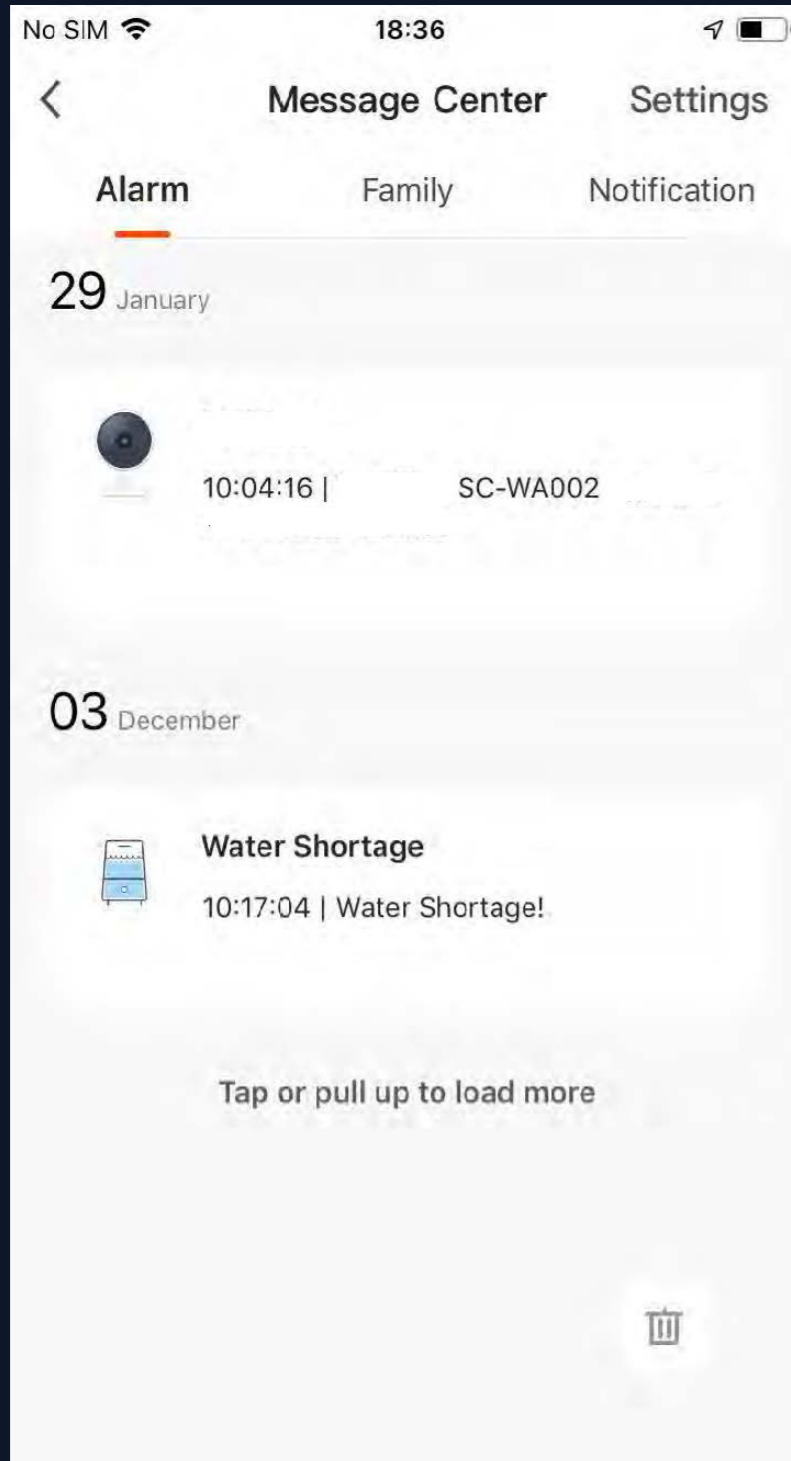 No SIM 18:36
Message Center Settings
Alarm Family Notification
29 January
10:04:16 | SC-WA002
03 December
Water Shortage
10:17:04 | Water Shortage!
Tap or pull up to load more